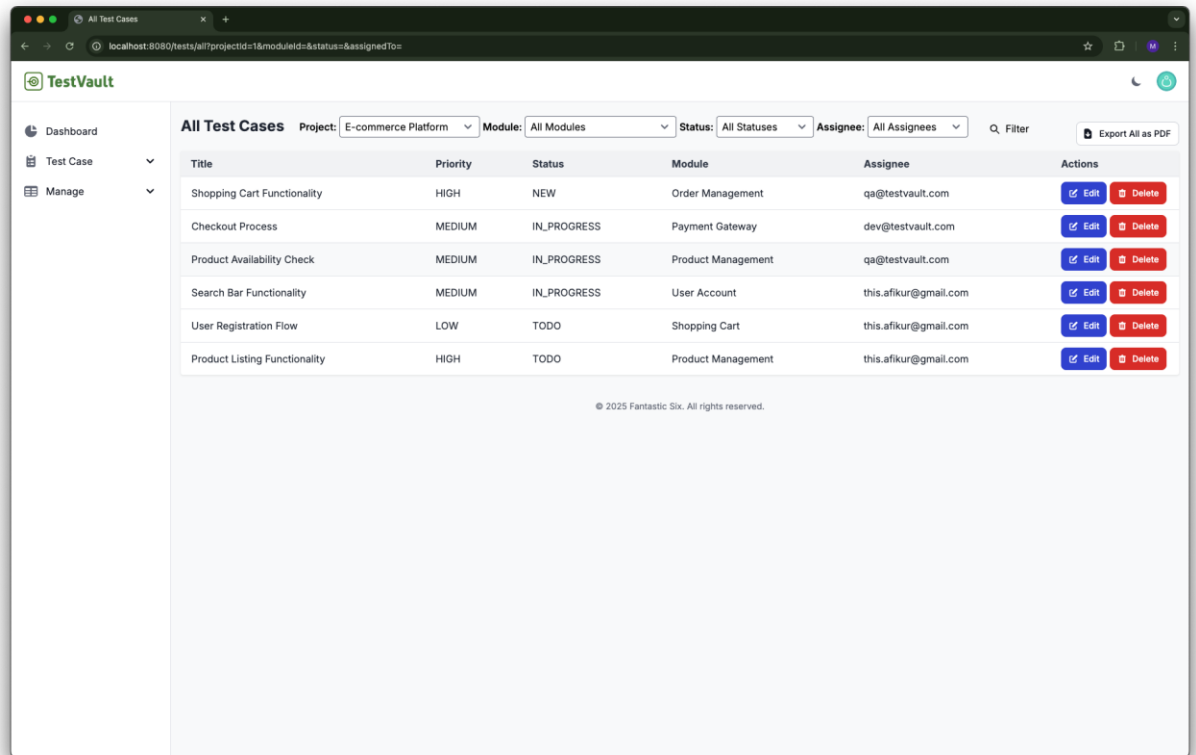 All Test Cases
localhost:8080/tests/all?projectId=1&moduleId=&status=&assignedTo=
M
TestVault
Dashboard
Test Case
Manage
All Test Cases Project: E-commerce Platform Module: All Modules Status: All Statuses Assignee: All Assignees Filter Export All as PDF
Title Priority Status Module Assignee Actions
Shopping Cart Functionality HIGH NEW Order Management qa@testvault.com Edit Delete
Checkout Process MEDIUM IN_PROGRESS Payment Gateway dev@testvault.com Edit Delete
Product Availability Check MEDIUM IN_PROGRESS Product Management qa@testvault.com Edit Delete
Search Bar Functionality MEDIUM IN_PROGRESS User Account this.afikur@gmail.com Edit Delete
User Registration Flow LOW TODO Shopping Cart this.afikur@gmail.com Edit Delete
Product Listing Functionality HIGH TODO Product Management this.afikur@gmail.com Edit Delete
© 2025 Fantastic Six. All rights reserved.